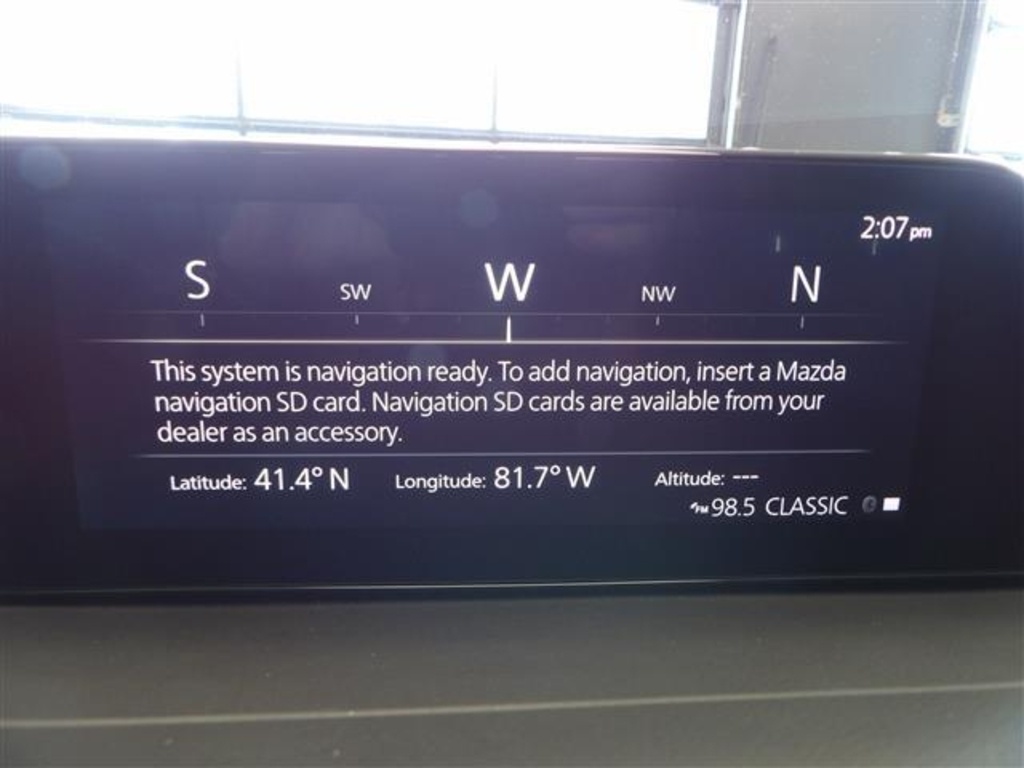 2:07pm
S SW W NW N
This system is navigation ready. To add navigation, insert a Mazda
navigation SD card. Navigation SD cards are available from your
dealer as an accessory.
Latitude: 41.4° N Longitude: 81.7° W Altitude: ---
FM 98.5 CLASSIC